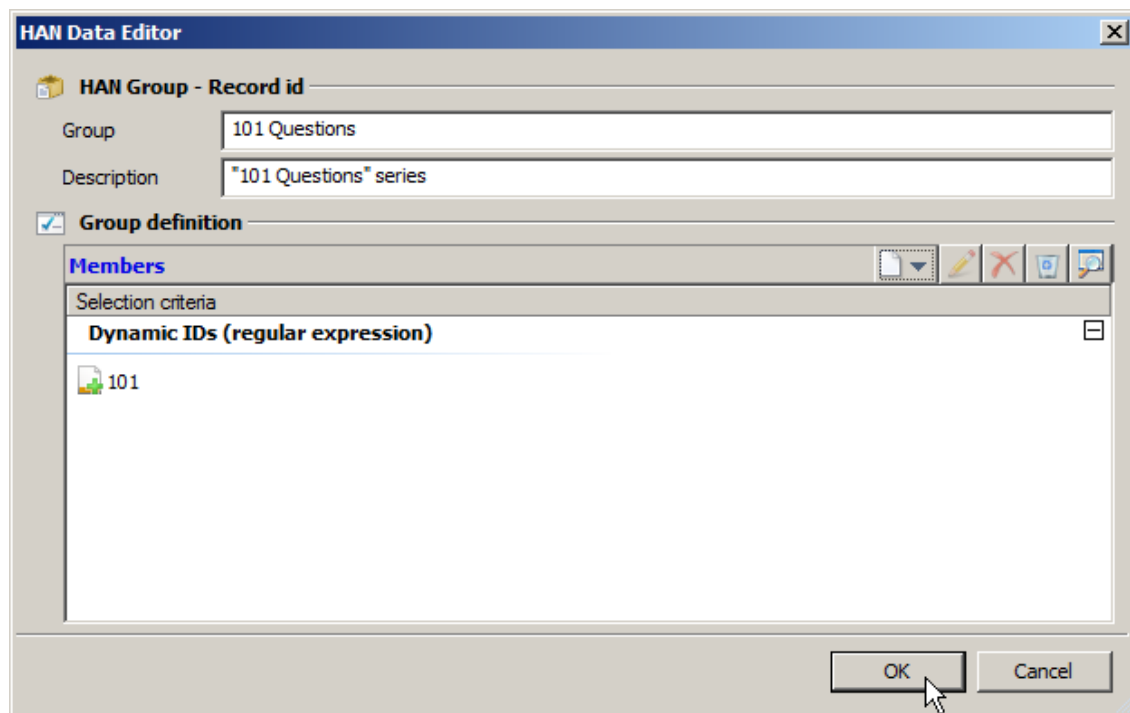 HAN Data Editor
HAN Group - Record id
Group 101 Questions
Description "101 Questions" series
Group definition
Members
Selection criteria
Dynamic IDs (regular expression)
101
OK Cancel